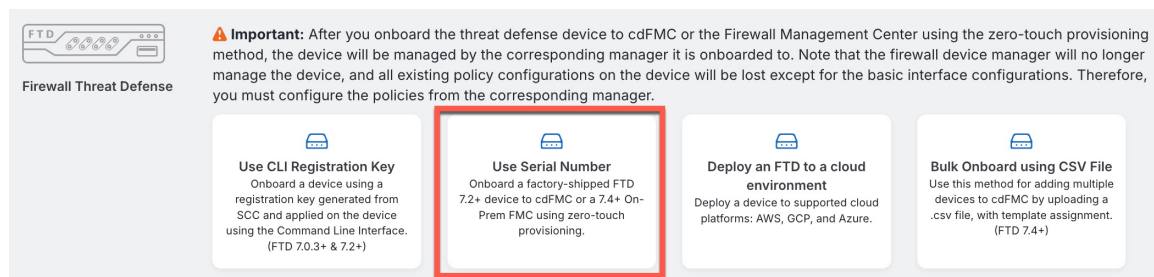 FTD
Firewall Threat Defense
Important: After you onboard the threat defense device to cdFMC or the Firewall Management Center using the zero-touch provisioning
method, the device will be managed by the corresponding manager it is onboarded to. Note that the firewall device manager will no longer
manage the device, and all existing policy configurations on the device will be lost except for the basic interface configurations. Therefore,
you must configure the policies from the corresponding manager.
Use CLI Registration Key
Onboard a device using a
registration key generated from
SCC and applied on the device
using the Command Line Interface.
(FTD 7.0.3+ & 7.2+)
Use Serial Number
Onboard a factory-shipped FTD
7.2+ device to cdFMC or a 7.4+ On-
Prem FMC using zero-touch
provisioning.
Deploy an FTD to a cloud
environment
Deploy a device to supported cloud
platforms: AWS, GCP, and Azure.
Bulk Onboard using CSV File
Use this method for adding multiple
devices to cdFMC by uploading a
.csv file, with template assignment.
(FTD 7.4+)